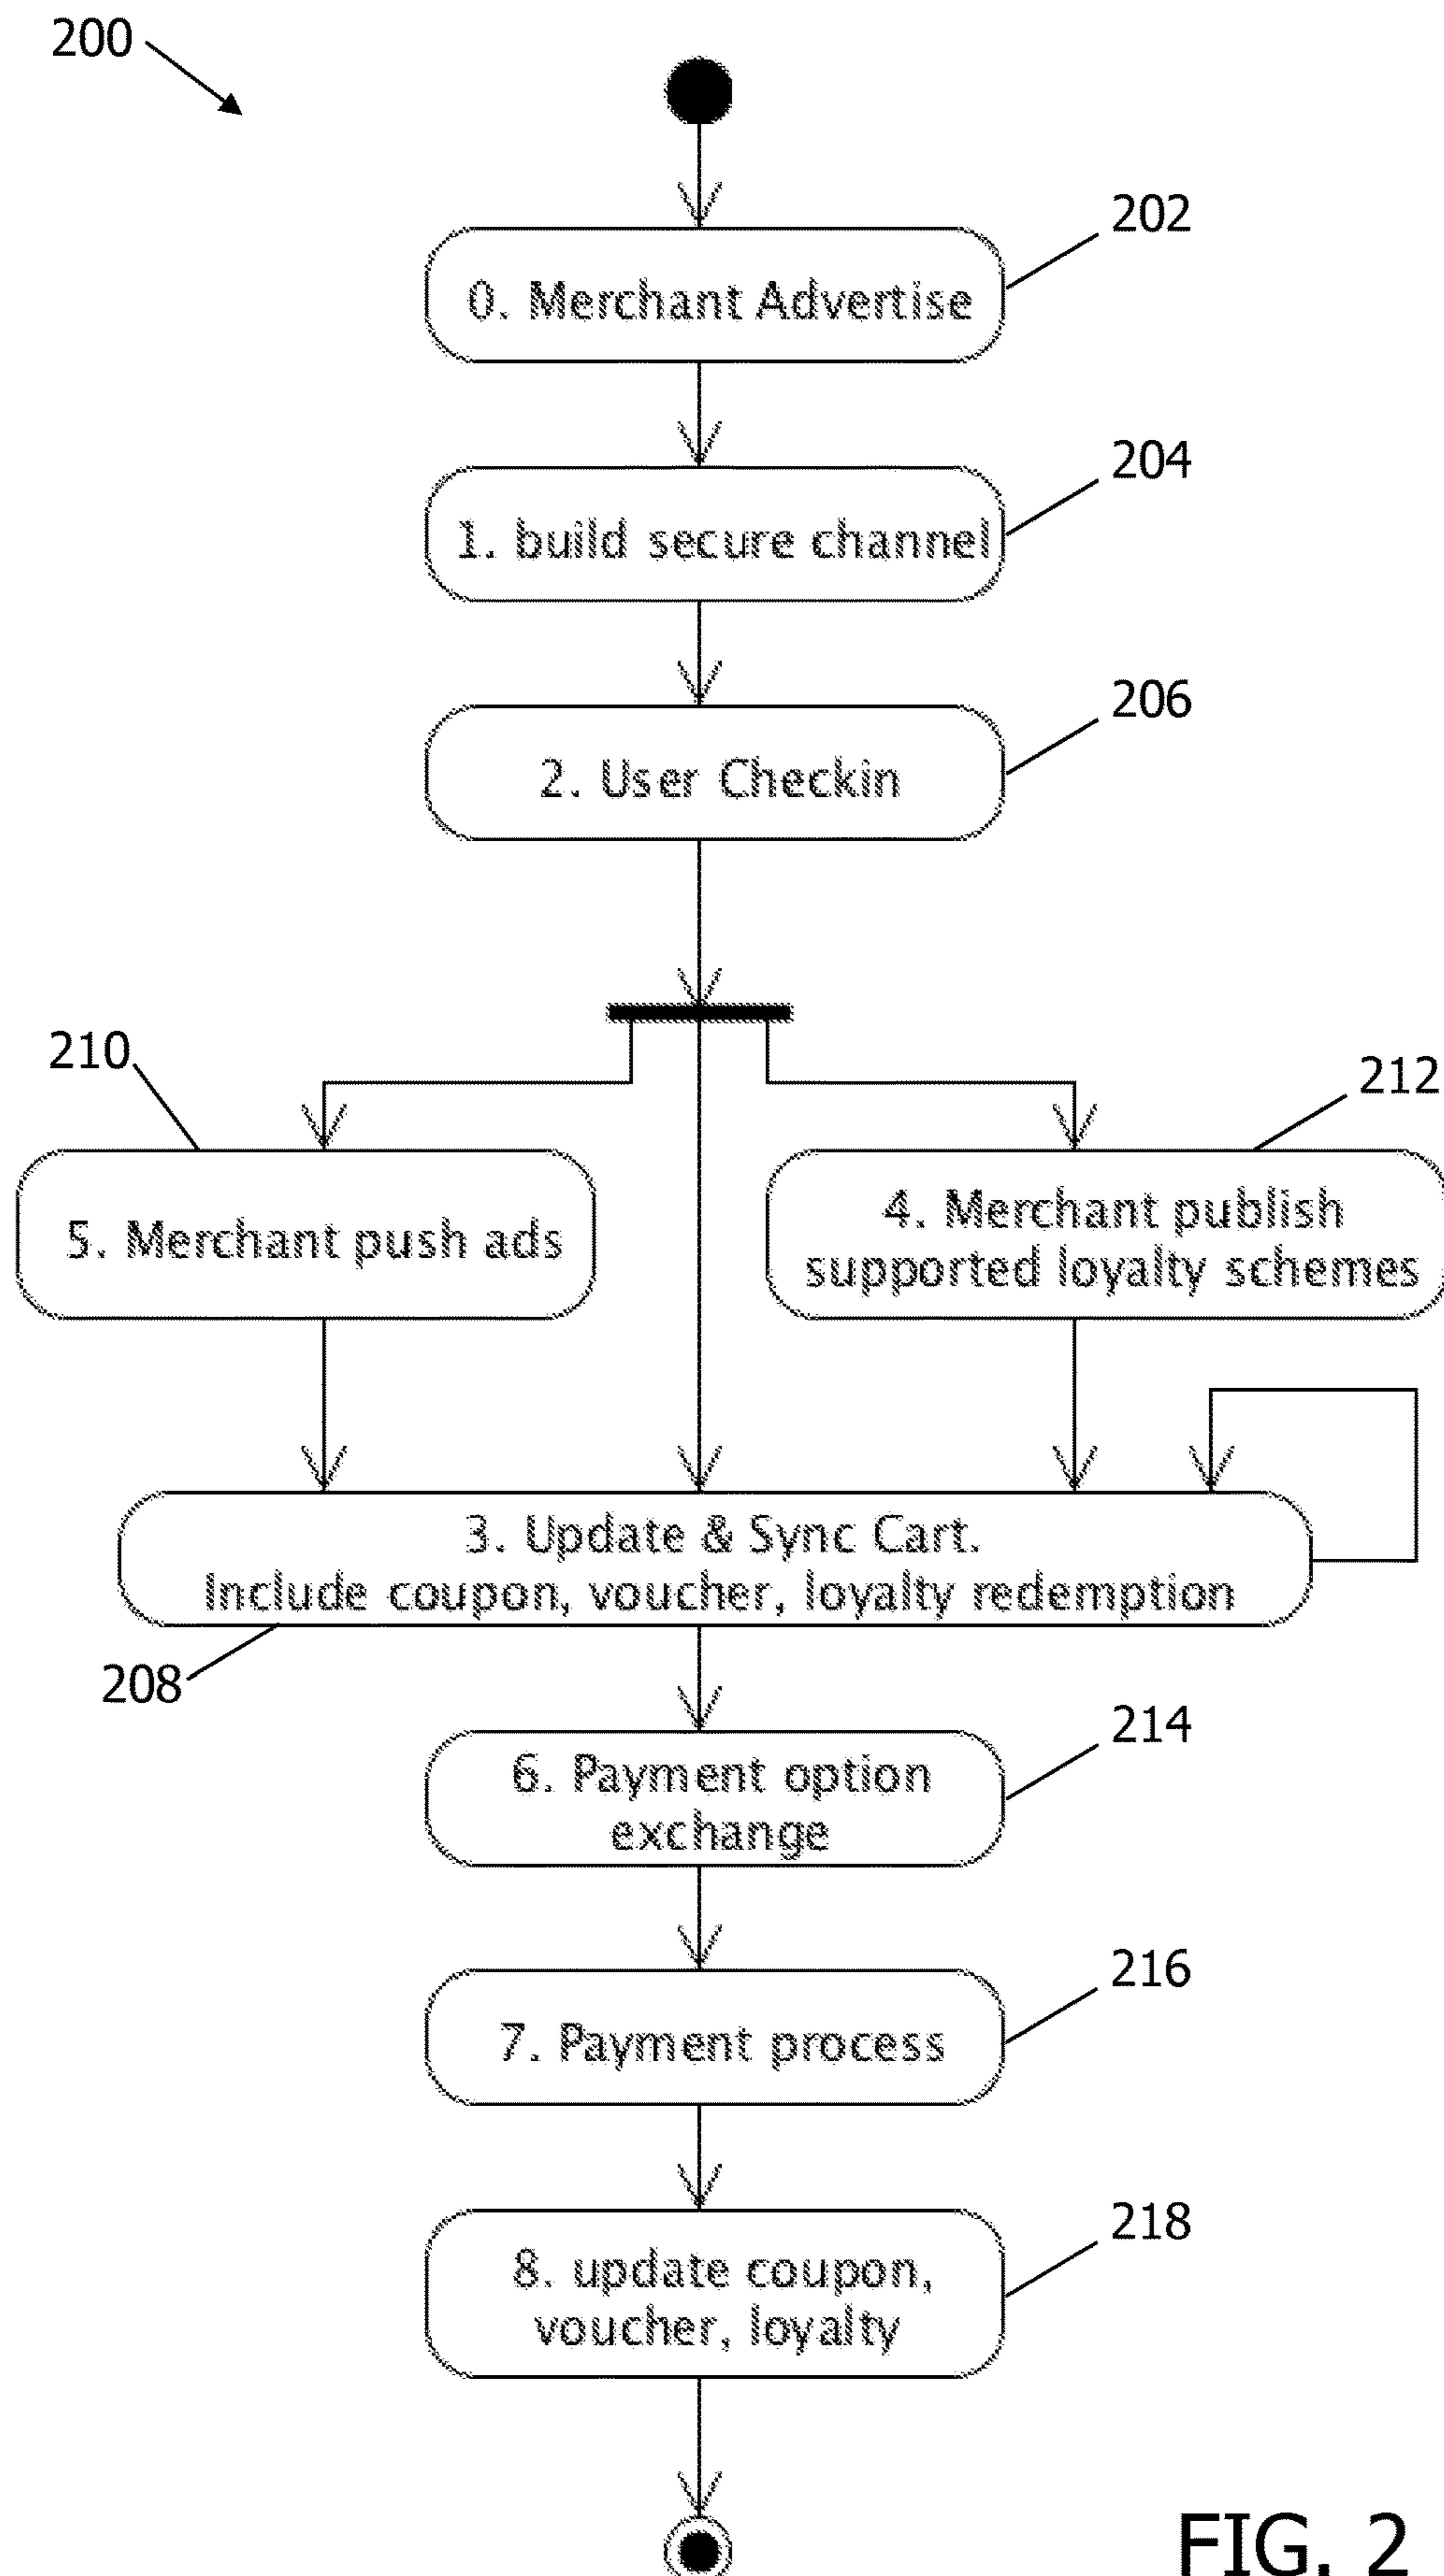 200
202
0. Merchant Advertise
204
1. build secure channel
206
2. User Checkin
210
212
5. Merchant push ads
4. Merchant publish
supported loyalty schemes
3. Update & Sync Cart.
Include coupon, voucher, loyalty redemption
208
214
6. Payment option
exchange
216
7. Payment process
218
8. update coupon,
voucher, loyalty
FIG. 2